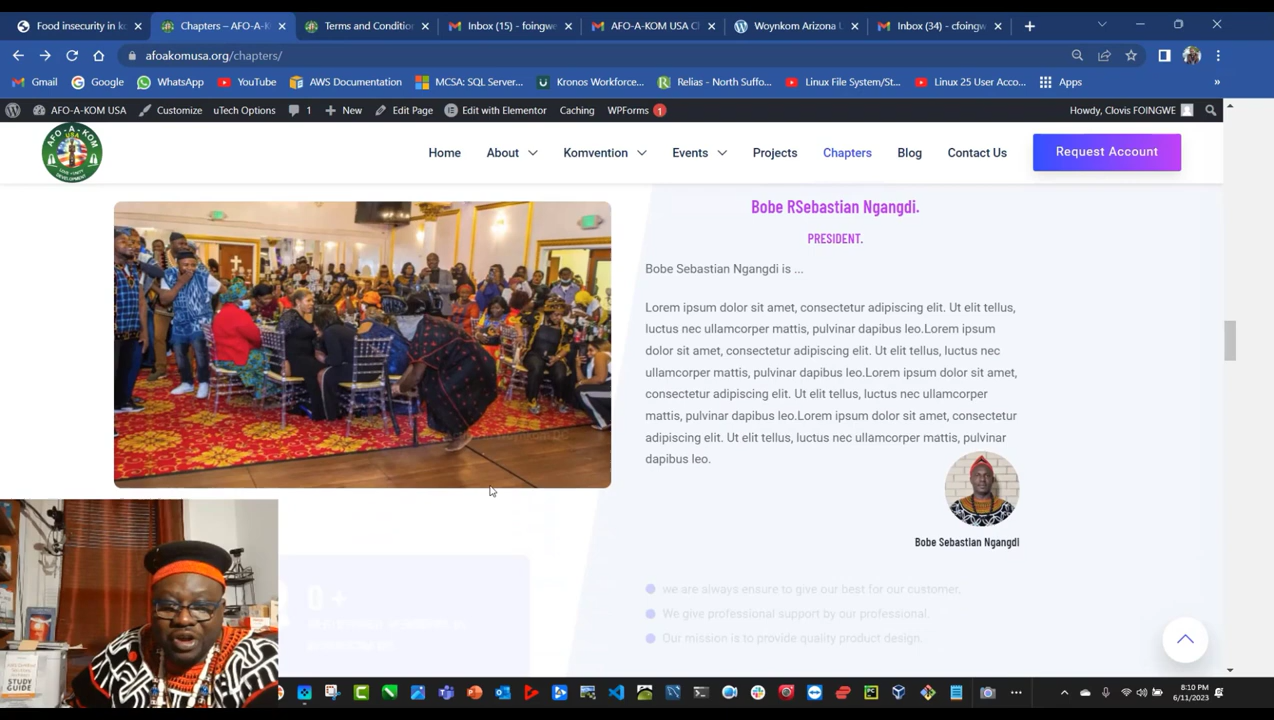 Food insecurity in k
Chapters – AFO-A-K
Terms and Condition
Inbox (15) - foingwe
AFO-A-KOM USA C
Woynkom Arizona U
Inbox (34) - cfoingw
afoakomusa.org/chapters/
Gmail
Google
WhatsApp
YouTube
AWS Documentation
MCSA: SQL Server...
Kronos Workforce...
Relias - North Suffo...
Linux File System/St...
Linux 25 User Acco...
Apps
AFO-A-KOM USA
Customize
uTech Options
1
New
Edit Page
Edit with Elementor
Caching
WPForms 1
Howdy, Clovis FOINGWE
AFO-A-KOM
USA
Home
About
Komvention
Events
Projects
Chapters
Blog
Contact Us
Request Account
Bobe RSebastian Ngangdi.
PRESIDENT.
Bobe Sebastian Ngangdi is ...
Lorem ipsum dolor sit amet, consectetur adipiscing elit. Ut elit tellus,
luctus nec ullamcorper mattis, pulvinar dapibus leo.Lorem ipsum
dolor sit amet, consectetur adipiscing elit. Ut elit tellus, luctus nec
ullamcorper mattis, pulvinar dapibus leo.Lorem ipsum dolor sit amet,
consectetur adipiscing elit. Ut elit tellus, luctus nec ullamcorper
mattis, pulvinar dapibus leo.Lorem ipsum dolor sit amet, consectetur
adipiscing elit. Ut elit tellus, luctus nec ullamcorper mattis, pulvinar
dapibus leo.
Bobe Sebastian Ngangdi
0 +
we are always ensure to give our best for our customer.
We give professional support by our professional.
Our mission is to provide quality product design.
STUDY
GUIDE
8:10 PM
6/11/2023